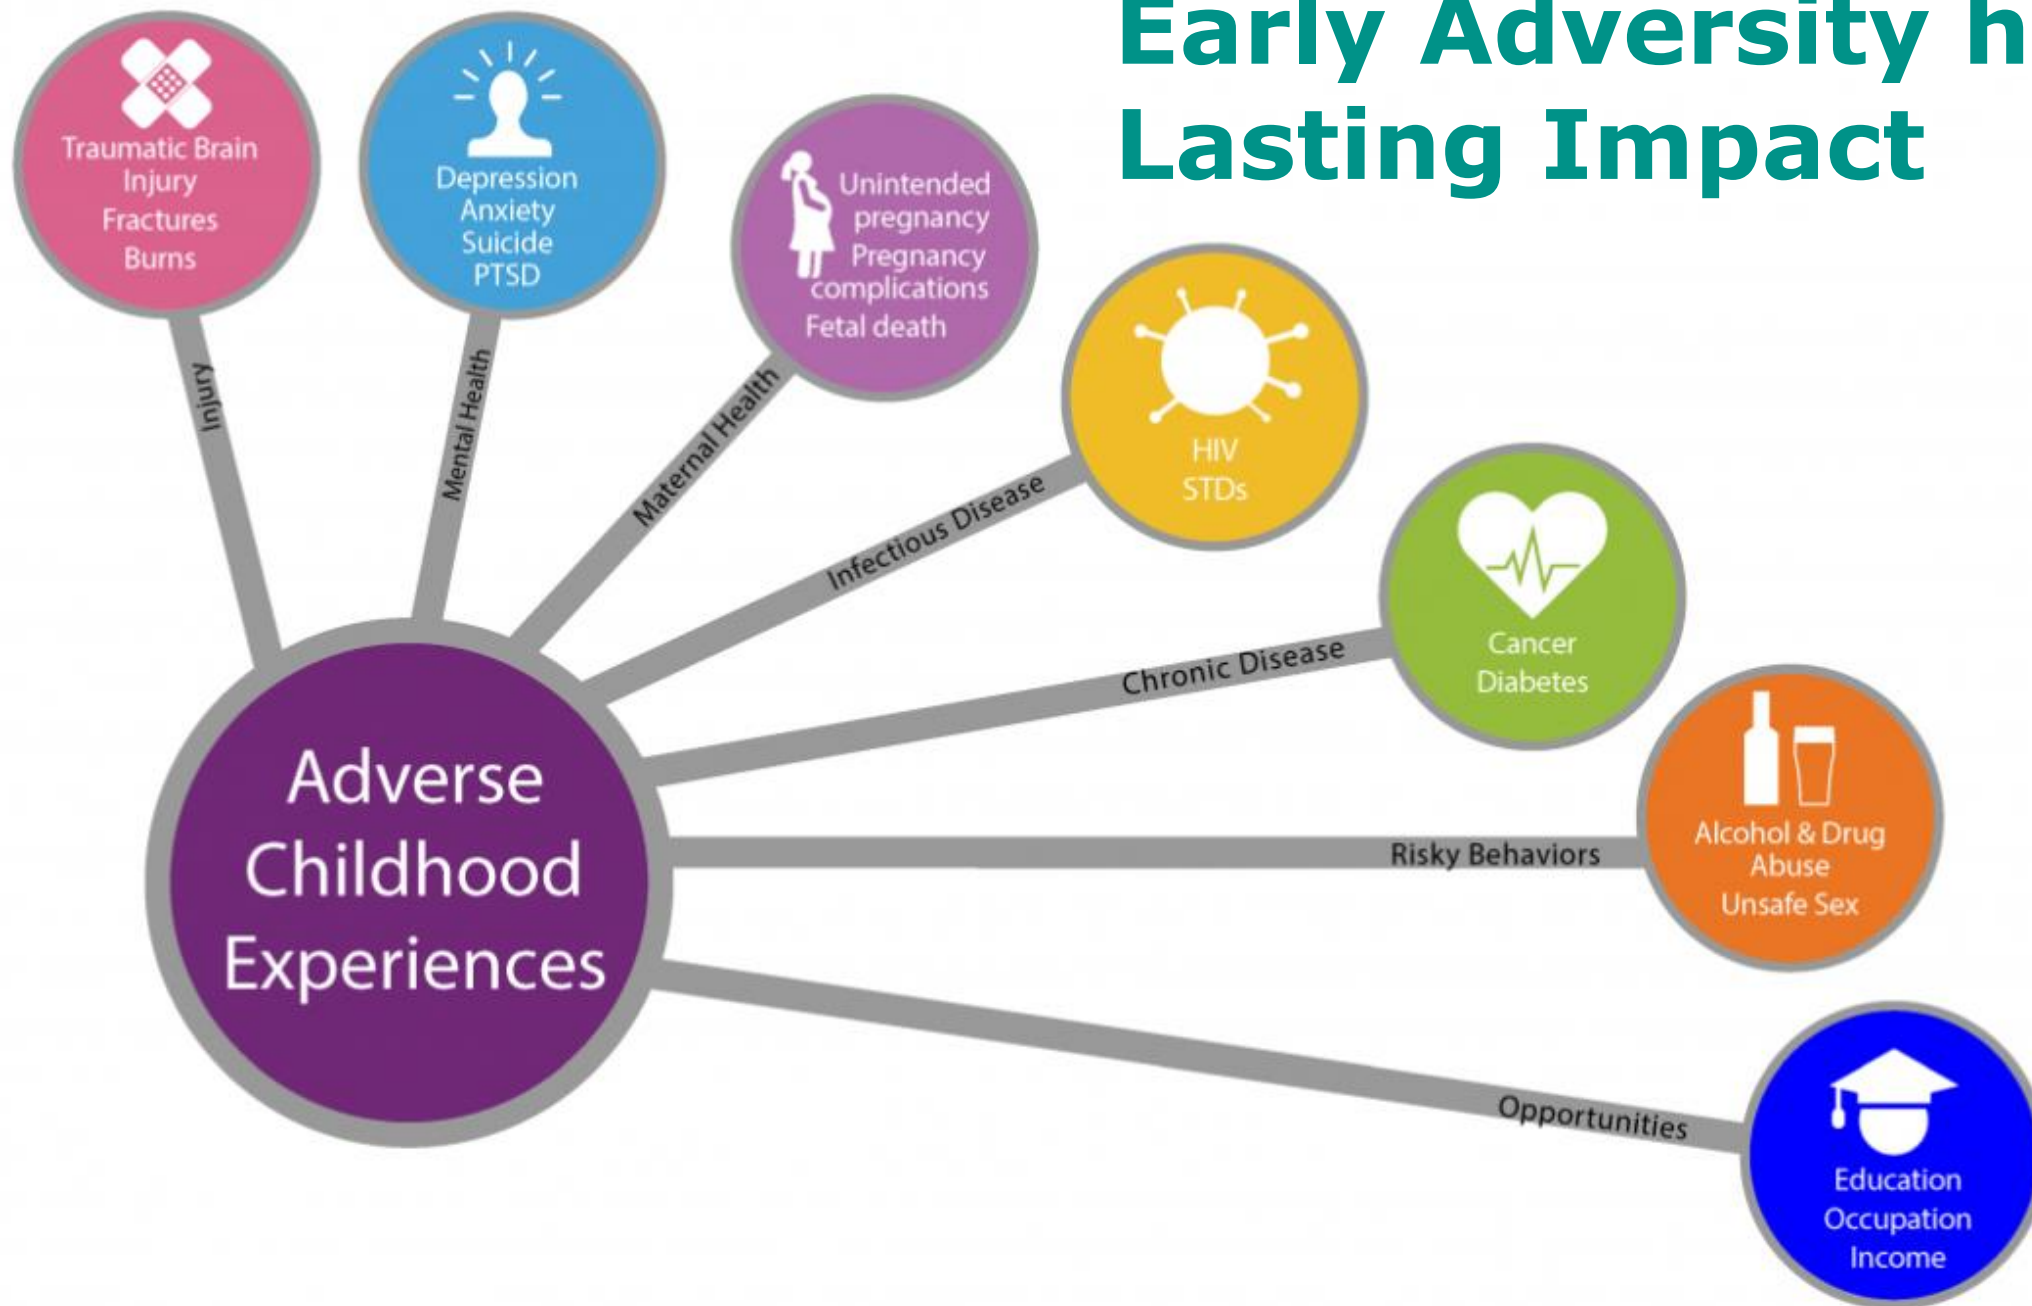 Early Adversity h
Lasting Impact
Traumatic Brain
Injury
Fractures
Burns
Injury
Depression
Anxiety
Suicide
PTSD
Mental Health
Unintended
pregnancy
Pregnancy
complications
Fetal death
Maternal Health
HIV
STDs
Infectious Disease
Cancer
Diabetes
Chronic Disease
Alcohol & Drug
Abuse
Unsafe Sex
Risky Behaviors
Education
Occupation
Income
Opportunities
Adverse
Childhood
Experiences